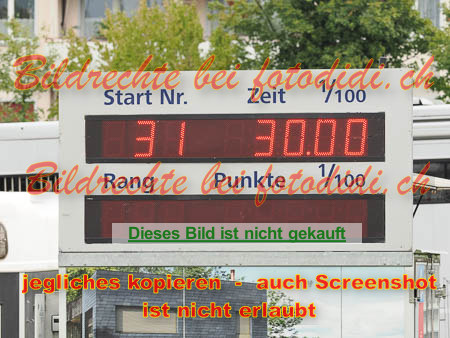 Bildrechte bei fotodidi.ch
Start Nr. Zeit 1/100
31 30.00
Bildrechte bei fotodidi.ch
Rang Punkte 1/100
Dieses Bild ist nicht gekauft
jegliches kopieren - auch Screenshot
ist nicht erlaubt